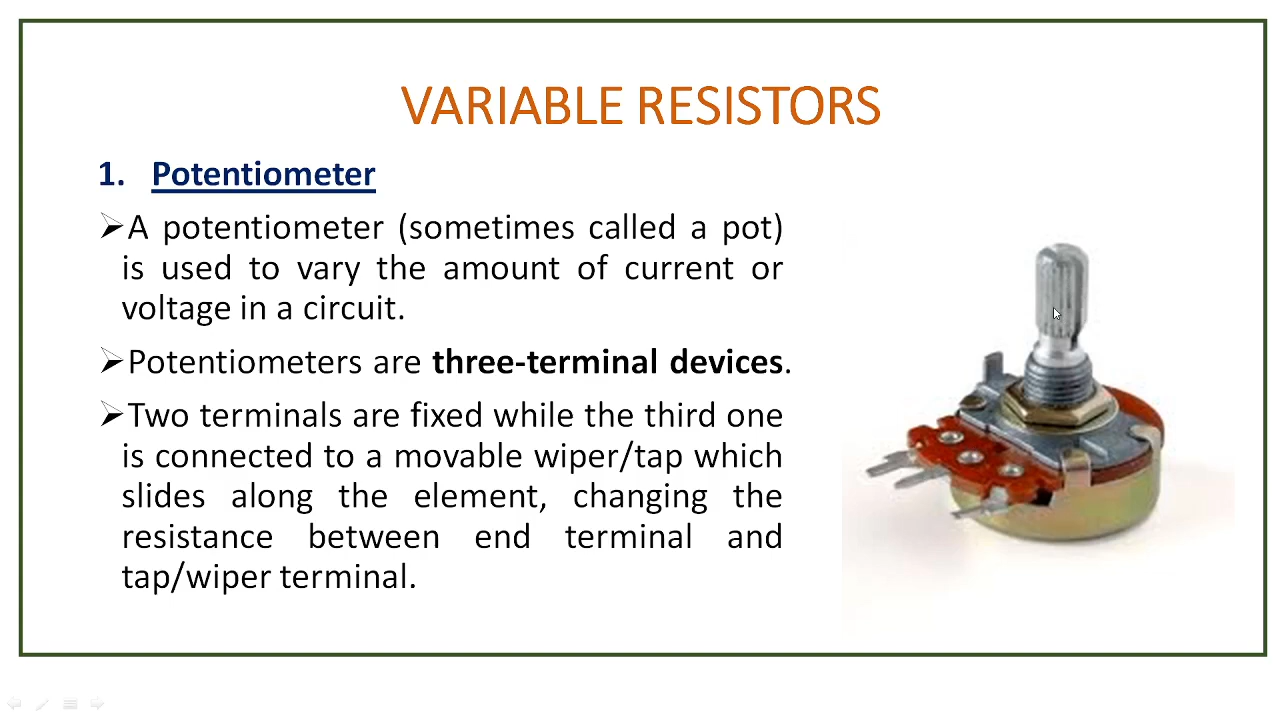 VARIABLE RESISTORS
1. Potentiometer
➢A potentiometer (sometimes called a pot)
is used to vary the amount of current or
voltage in a circuit.
➢Potentiometers are three-terminal devices.
➢Two terminals are fixed while the third one
is connected to a movable wiper/tap which
slides along the element, changing the
resistance between end terminal and
tap/wiper terminal.